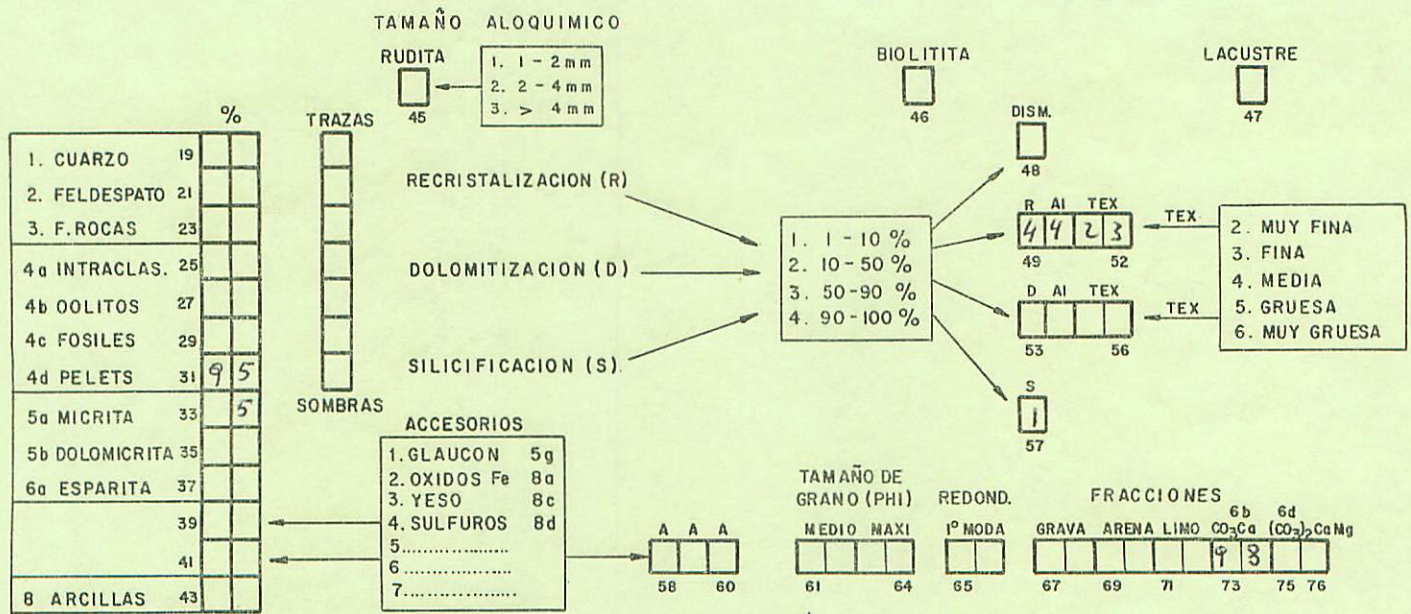 TAMAÑO ALOQUIMICO
RUDITA
45
1. 1 - 2 mm
2. 2 - 4 mm
3. > 4 mm
BIOLITITA
46
LACUSTRE
47
%
1. CUARZO 19
2. FELDESPATO 21
3. F. ROCAS 23
4a INTRACLAS. 25
4b OOLITOS 27
4c FOSILES 29
4d PELETS 31 9 5
5a MICRITA 33 5
5b DOLOMICRITA 35
6a ESPARITA 37
39
41
8 ARCILLAS 43
TRAZAS
SOMBRAS
RECRISTALIZACION (R)
DOLOMITIZACION (D)
SILICIFICACION (S).
1. 1 - 10 %
2. 10 - 50 %
3. 50 - 90 %
4. 90 - 100 %
DISM.
48
R Al TEX
4 4 2 3
49 52
TEX
D Al TEX
53 56
TEX
2. MUY FINA
3. FINA
4. MEDIA
5. GRUESA
6. MUY GRUESA
S
1
57
ACCESORIOS
1. GLAUCON 5g
2. OXIDOS Fe 8a
3. YESO 8c
4. SULFUROS 8d
5....................
6....................
7....................
A A A
58 60
TAMAÑO DE
GRANO (PHI)
MEDIO MAXI
61 64
REDOND.
1º MODA
65
FRACCIONES
6b 6d
GRAVA ARENA LIMO CO₃Ca (CO₃)₂CaMg
9 8
67 69 71 73 75 76